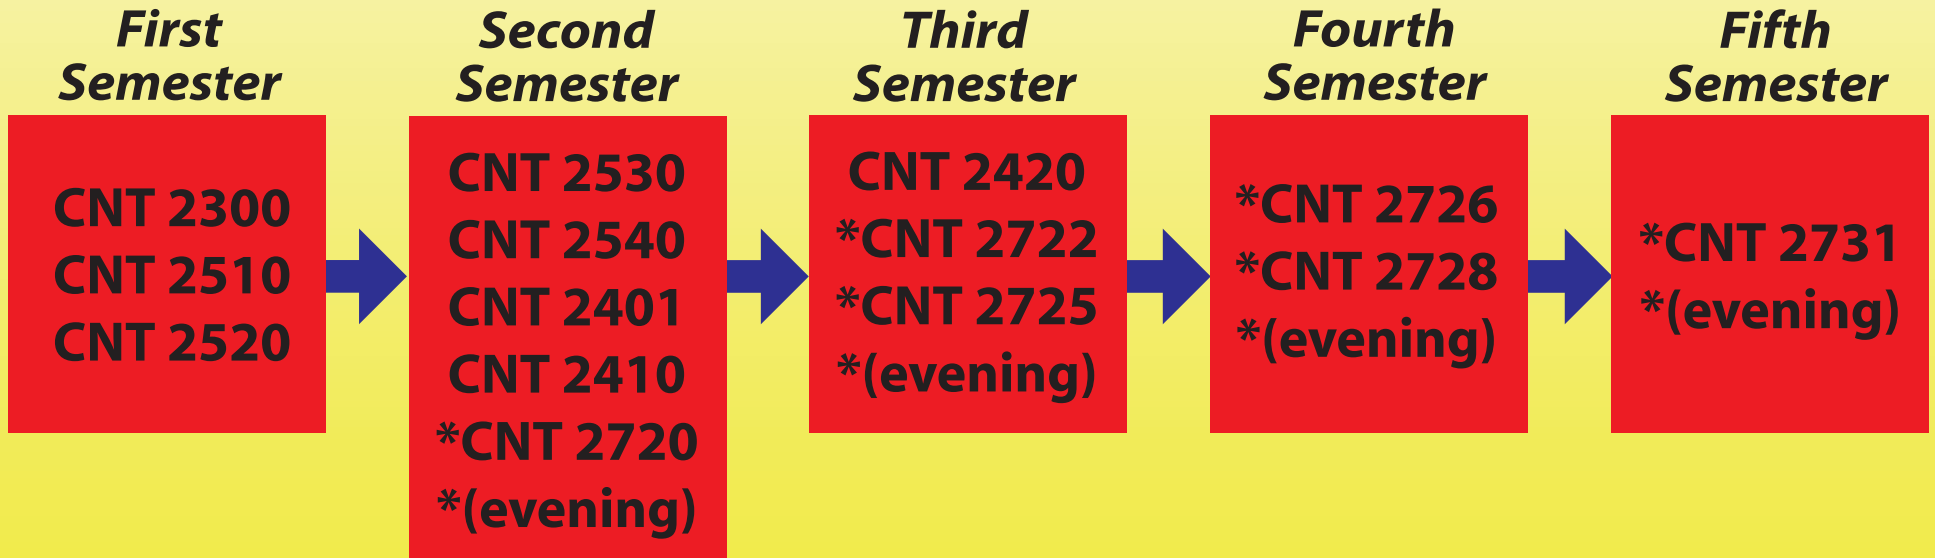 First
Semester
CNT 2300
CNT 2510
CNT 2520
Second
Semester
CNT 2530
CNT 2540
CNT 2401
CNT 2410
*CNT 2720
*(evening)
Third
Semester
CNT 2420
*CNT 2722
*CNT 2725
*(evening)
Fourth
Semester
*CNT 2726
*CNT 2728
*(evening)
Fifth
Semester
*CNT 2731
*(evening)